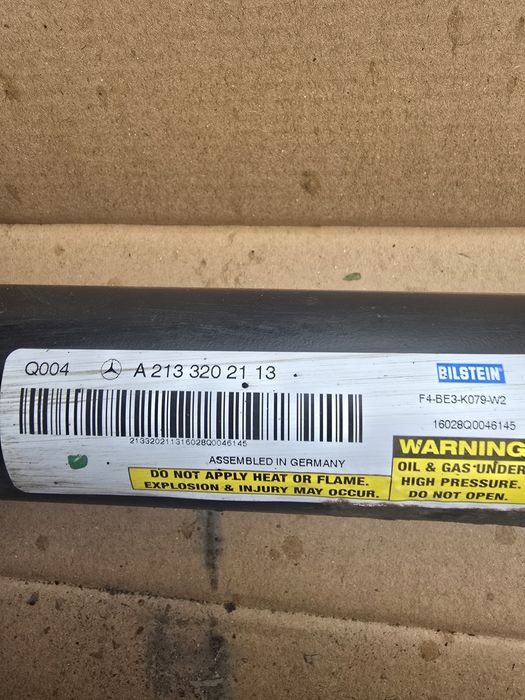 Q004 A 213 320 21 13
BILSTEIN
F4-BE3-K079-W2
16028Q0046145
213320211316028Q0046145
ASSEMBLED IN GERMANY
DO NOT APPLY HEAT OR FLAME.
EXPLOSION & INJURY MAY OCCUR.
WARNING
OIL & GAS UNDER
HIGH PRESSURE.
DO NOT OPEN.